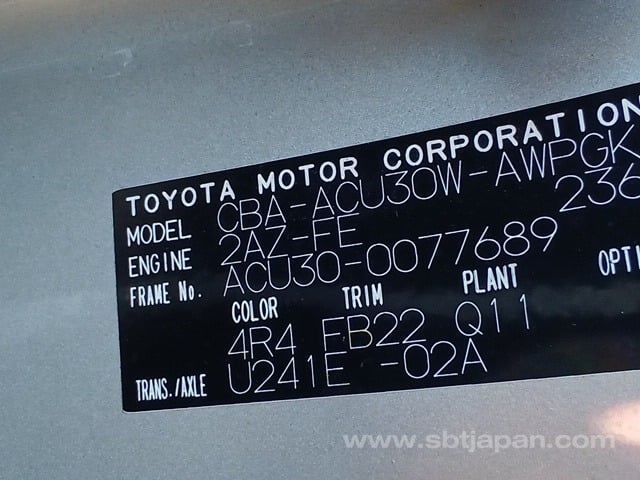 TOYOTA MOTOR CORPORATION
MODEL CBA-ACU30W-AWPGK
ENGINE 2AZ-FE 236
FRAME No. ACU30-0077689
COLOR TRIM PLANT OPTI
4R4 FB22 Q11
TRANS./AXLE U241E -02A
www.sbtjapan.com